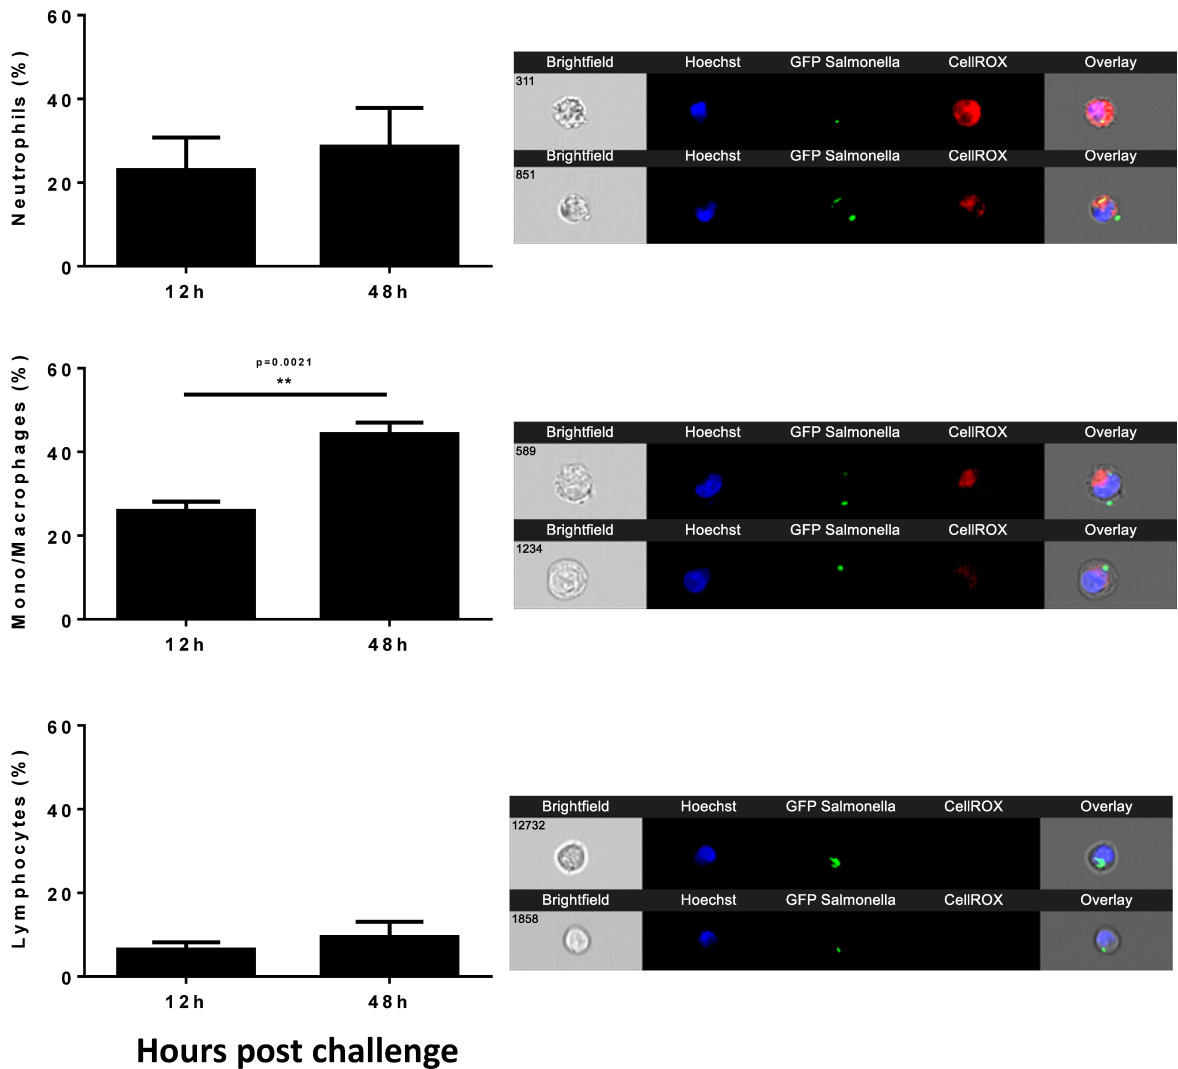 60
40
20
0
Neutrophils (%)
12h
48h
Brightfield Hoechst GFP Salmonella CellROX Overlay
311
Brightfield Hoechst GFP Salmonella CellROX Overlay
851
p=0.0021
**
60
40
20
0
Mono/Macrophages (%)
12h
48h
Brightfield Hoechst GFP Salmonella CellROX Overlay
589
Brightfield Hoechst GFP Salmonella CellROX Overlay
1234
60
40
20
0
Lymphocytes (%)
12h
48h
Brightfield Hoechst GFP Salmonella CellROX Overlay
12732
Brightfield Hoechst GFP Salmonella CellROX Overlay
1858
Hours post challenge